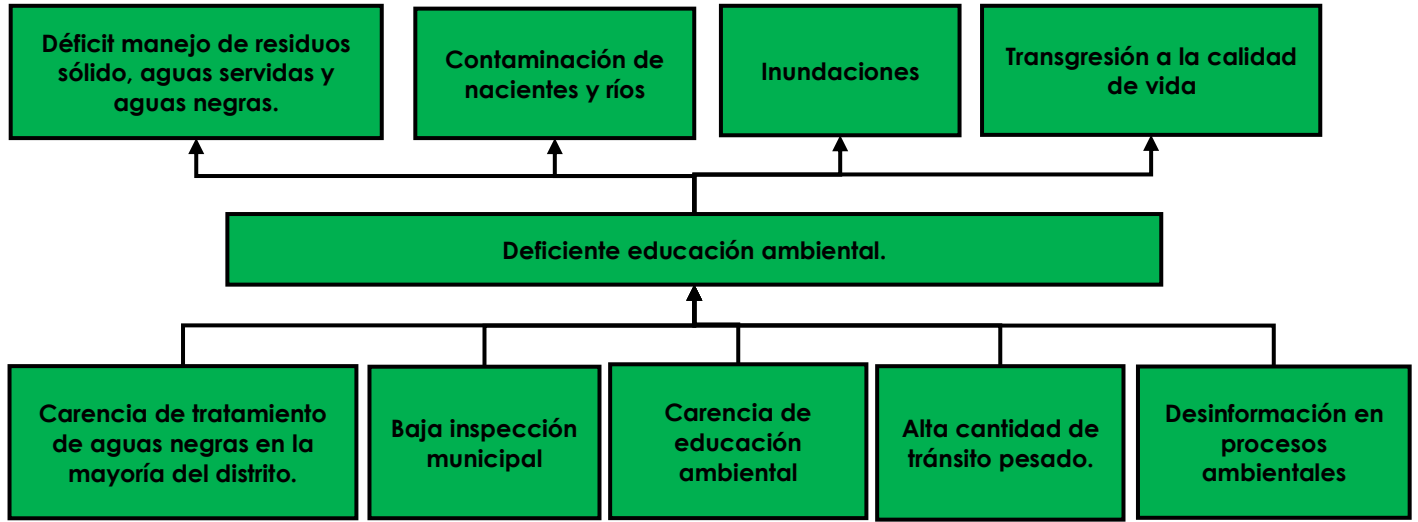 Déficit manejo de residuos
sólido, aguas servidas y
aguas negras.
Contaminación de
nacientes y ríos
Inundaciones
Transgresión a la calidad
de vida
Deficiente educación ambiental.
Carencia de tratamiento
de aguas negras en la
mayoría del distrito.
Baja inspección
municipal
Carencia de
educación
ambiental
Alta cantidad de
tránsito pesado.
Desinformación en
procesos
ambientales